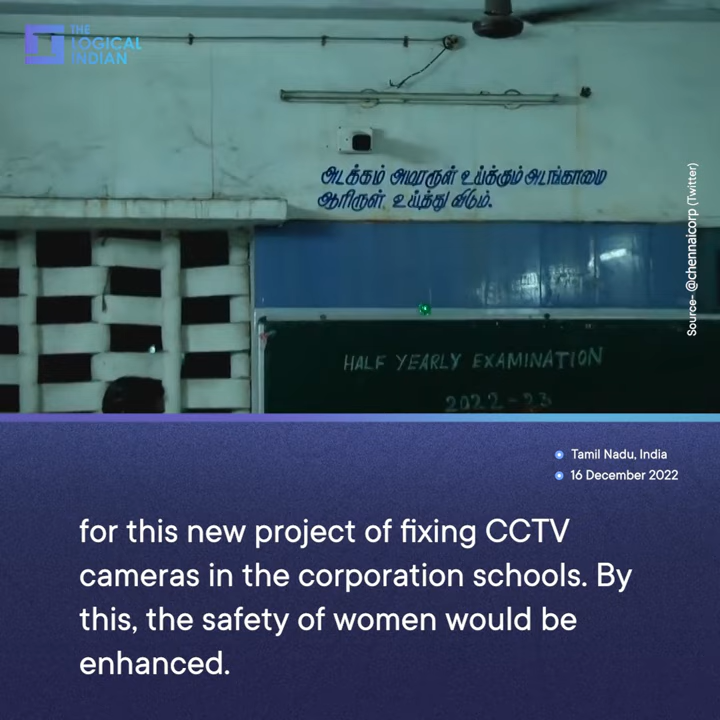 THE
LOGICAL
INDIAN
அடக்கம் அமரருள் உய்க்கும் அடங்காமை
ஆரிருள் உய்த்து விடும்.
Source- @chennaicorp (Twitter)
HALF YEARLY EXAMINATION
2022-23
Tamil Nadu, India
16 December 2022
for this new project of fixing CCTV
cameras in the corporation schools. By
this, the safety of women would be
enhanced.